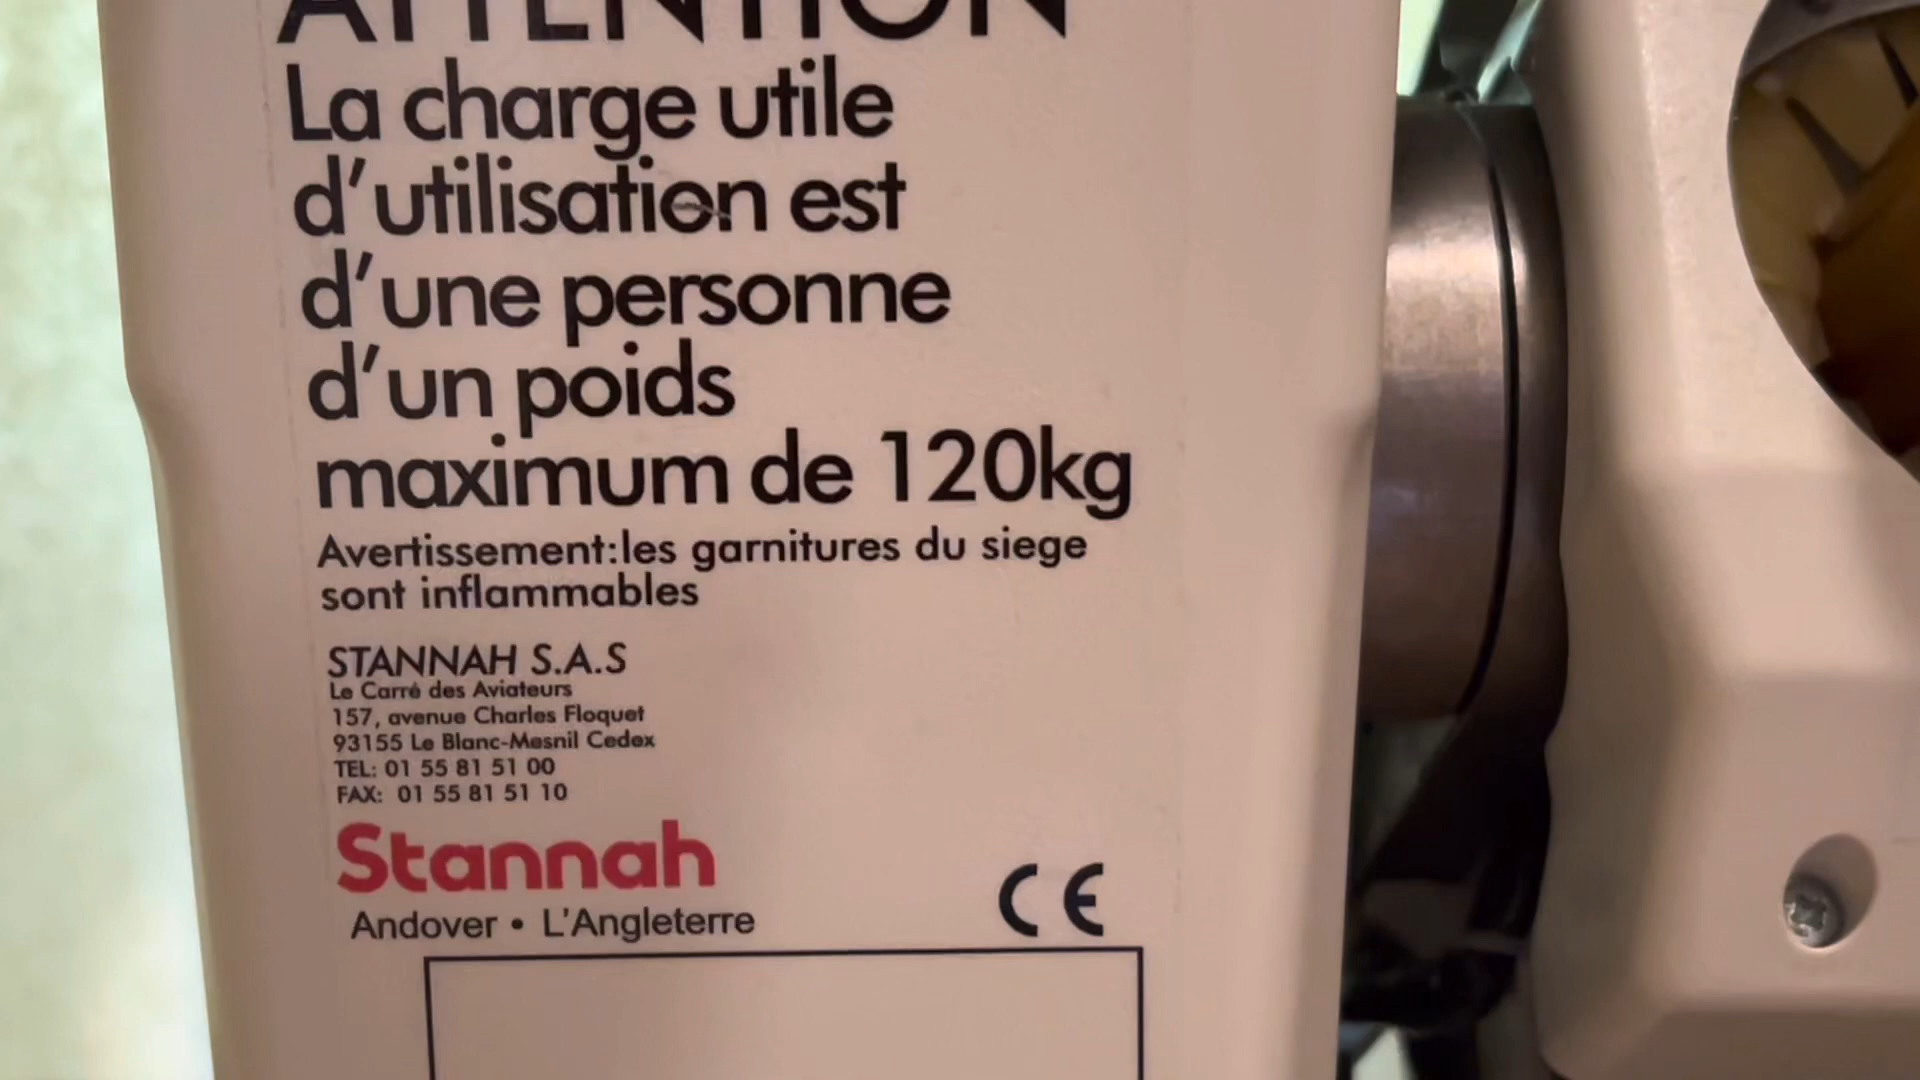 ATTENTION
La charge utile
d'utilisation est
d'une personne
d'un poids
maximum de 120kg
Avertissement:les garnitures du siege
sont inflammables
STANNAH S.A.S
Le Carré des Aviateurs
157, avenue Charles Floquet
93155 Le Blanc-Mesnil Cedex
TEL: 01 55 81 51 00
FAX: 01 55 81 51 10
Stannah
Andover • L'Angleterre
CE